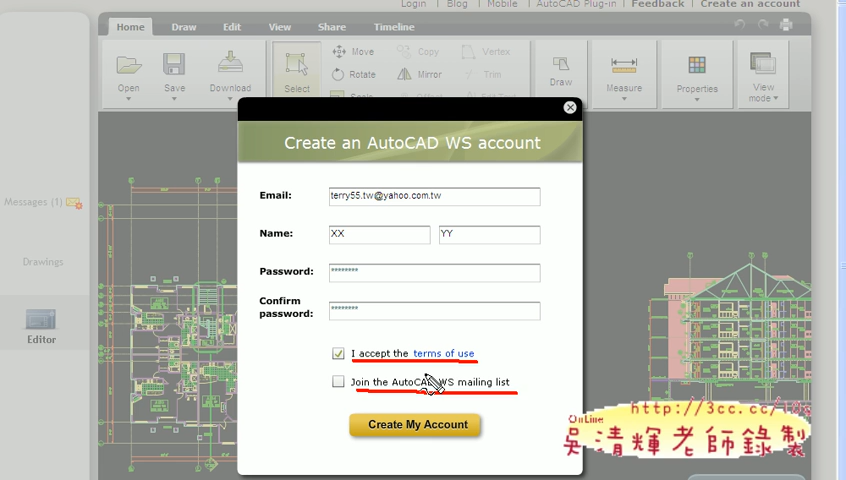 Login | Blog | Mobile | AutoCAD Plug-in | Feedback | Create an account
Home Draw Edit View Share Timeline
Open Save Download Select
Move Copy Vertex
Rotate Mirror Trim
Scale
Draw Measure Properties View mode
Create an AutoCAD WS account
Email: terry55.tw@yahoo.com.tw
Name: XX YY
Password: ********
Confirm password: ********
I accept the terms of use
Join the AutoCAD WS mailing list
Create My Account
Messages (1)
Drawings
Editor
OnLine
吳清輝老師錄製